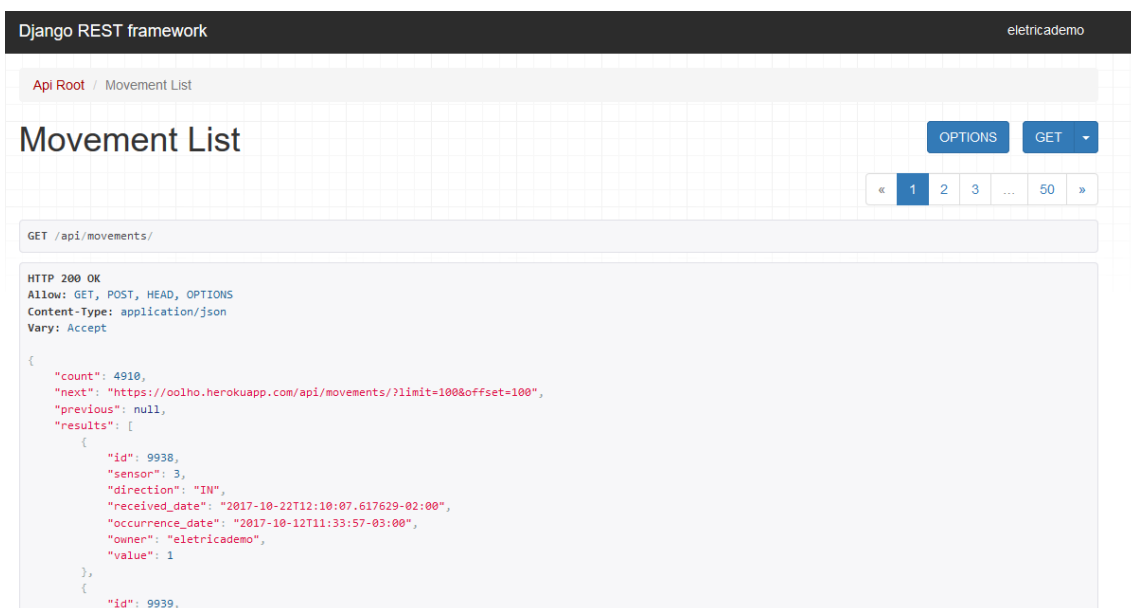 Django REST framework eletricademo
Api Root / Movement List
Movement List
OPTIONS GET
« 1 2 3 ... 50 »
GET /api/movements/
HTTP 200 OK
Allow: GET, POST, HEAD, OPTIONS
Content-Type: application/json
Vary: Accept
{
"count": 4910,
"next": "https://oolho.herokuapp.com/api/movements/?limit=100&offset=100",
"previous": null,
"results": [
{
"id": 9938,
"sensor": 3,
"direction": "IN",
"received_date": "2017-10-22T12:10:07.617629-02:00",
"occurrence_date": "2017-10-12T11:33:57-03:00",
"owner": "eletricademo",
"value": 1
},
{
"id": 9939,